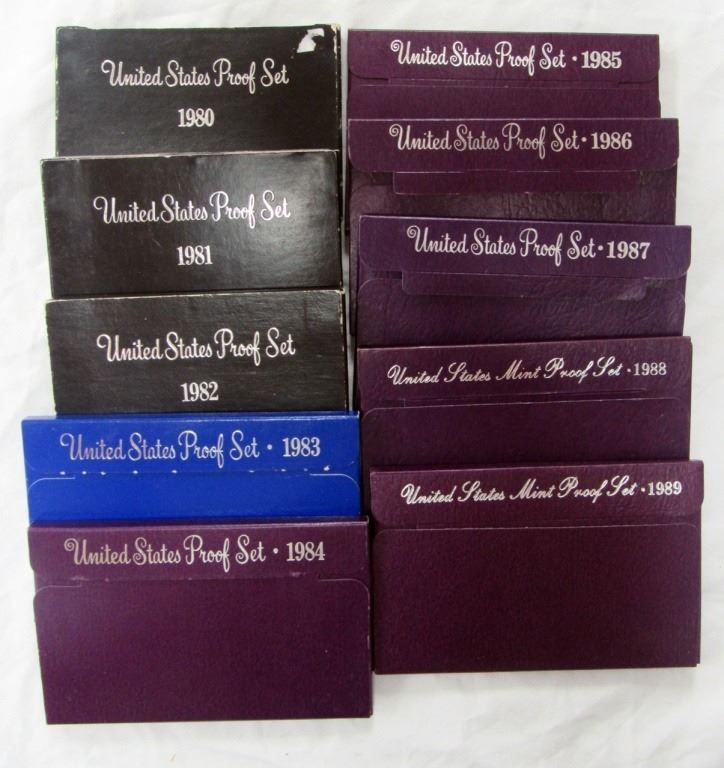 United States Proof Set
1980
United States Proof Set
1981
United States Proof Set
1982
United States Proof Set · 1983
United States Proof Set · 1984
United States Proof Set · 1985
United States Proof Set · 1986
United States Proof Set · 1987
United States Mint Proof Set · 1988
United States Mint Proof Set · 1989